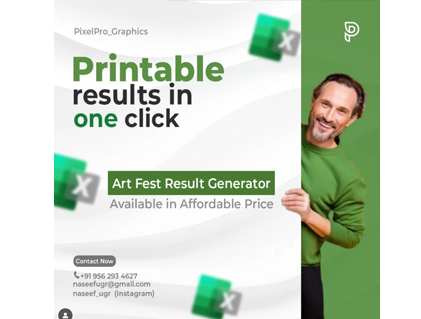 PixelPro_Graphics
Printable
results in
one click
Art Fest Result Generator
Available in Affordable Price
Contact Now
+91 956 293 4627
naseefugr@gmail.com
naseef_ugr (Instagram)